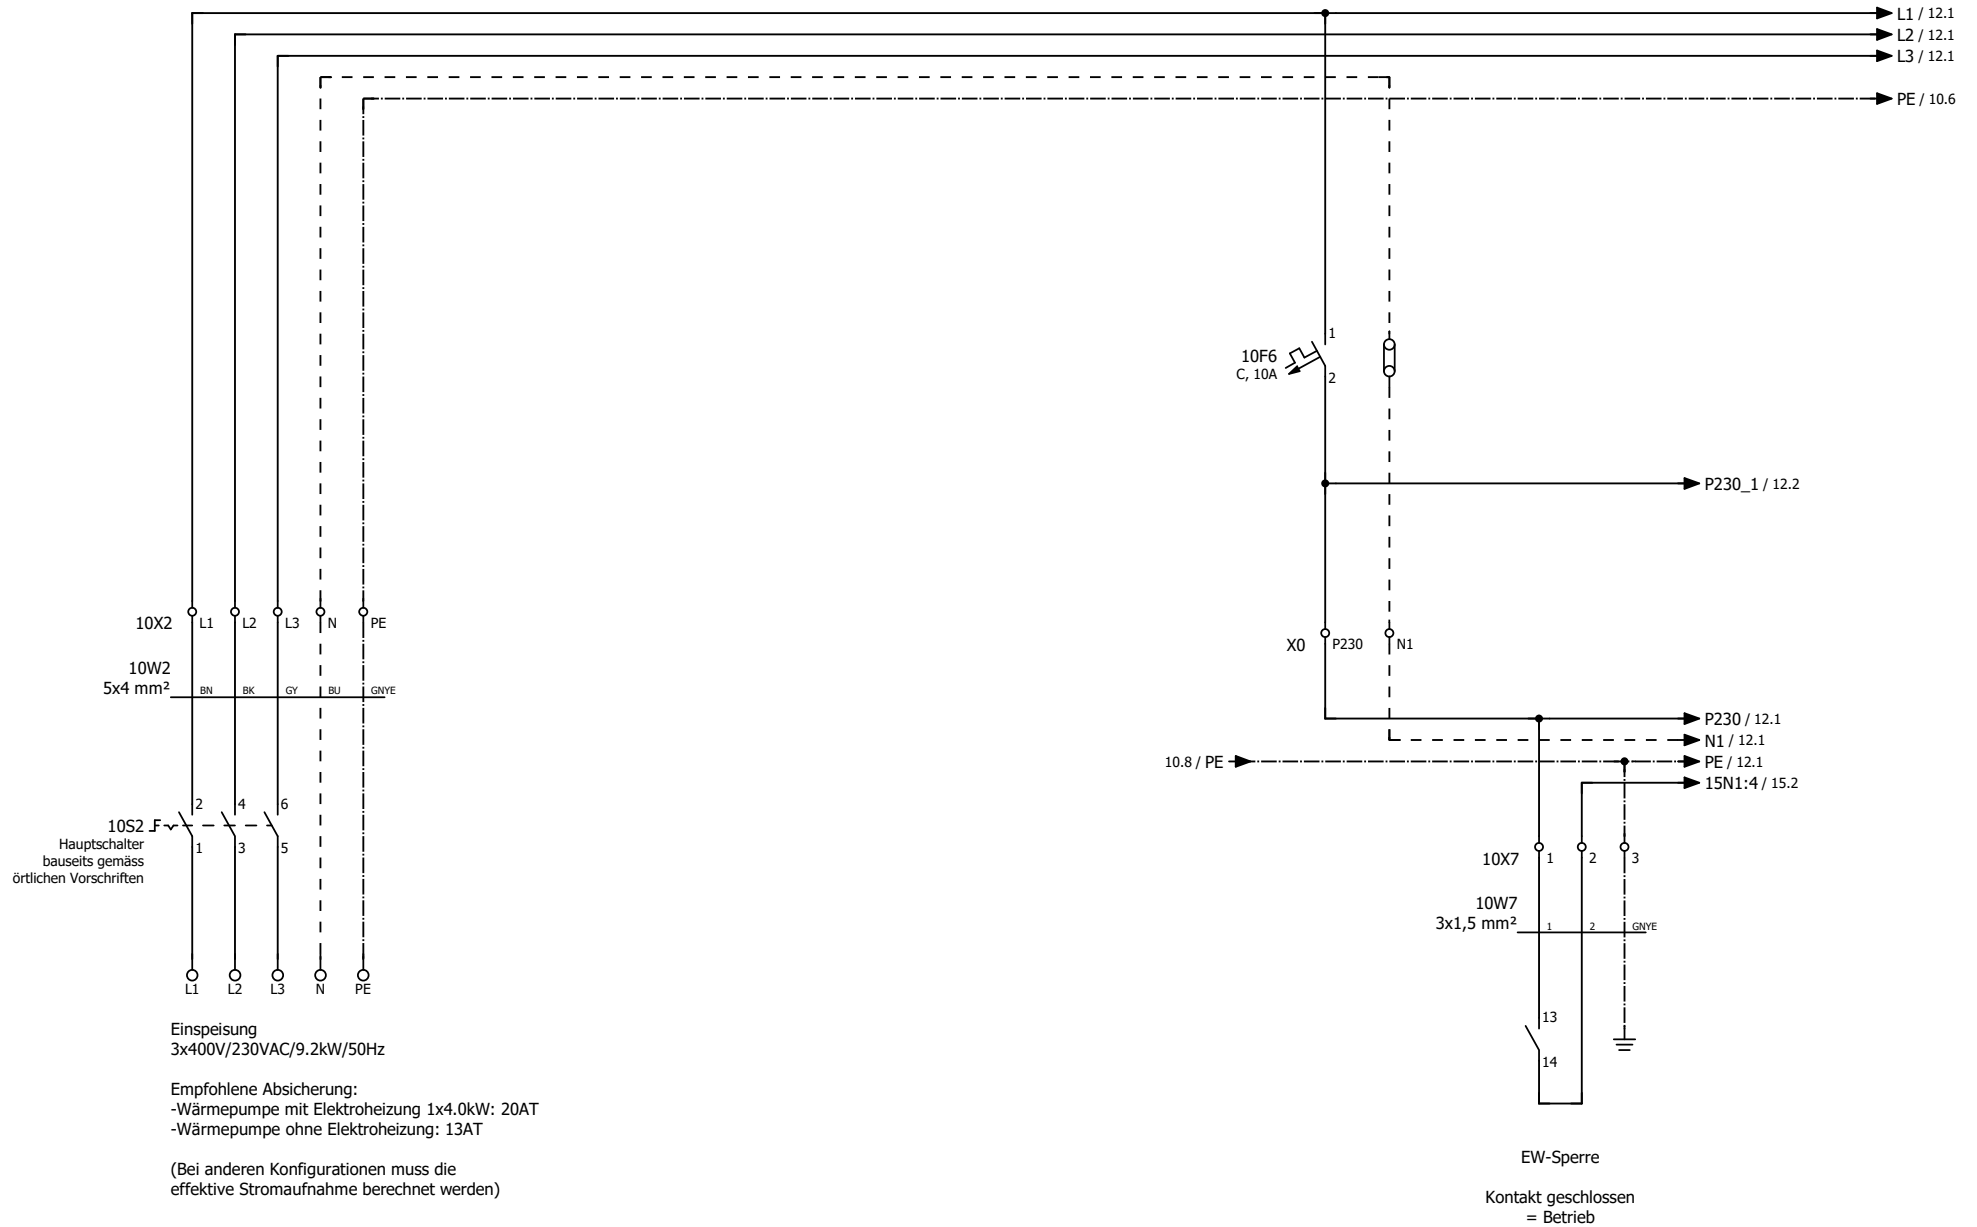 L1 / 12.1
L2 / 12.1
L3 / 12.1
PE / 10.6
1
10F6
C, 10A
2
P230_1 / 12.2
10X2 L1 L2 L3 N PE
X0 P230 N1
10W2
5x4 mm²
BN BK GY BU GNYE
P230 / 12.1
N1 / 12.1
10.8 / PE PE / 12.1
15N1:4 / 15.2
2 4 6
10S2
Hauptschalter
bauseits gemäss
örtlichen Vorschriften
1 3 5
10X7 1 2 3
10W7
3x1,5 mm²
1 2 GNYE
L1 L2 L3 N PE
13
14
Einspeisung
3x400V/230VAC/9.2kW/50Hz
Empfohlene Absicherung:
-Wärmepumpe mit Elektroheizung 1x4.0kW: 20AT
-Wärmepumpe ohne Elektroheizung: 13AT
(Bei anderen Konfigurationen muss die
effektive Stromaufnahme berechnet werden)
EW-Sperre
Kontakt geschlossen
= Betrieb